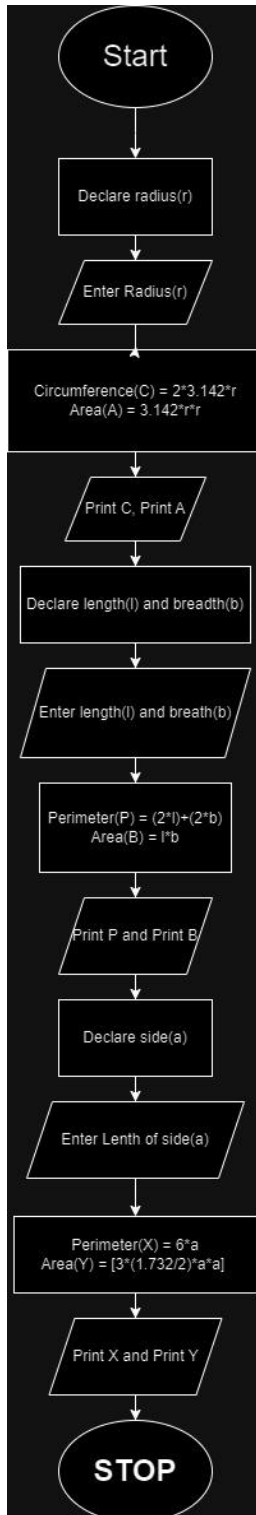 Start
Declare radius(r)
Enter Radius(r)
Circumference(C) = 2*3.142*r
Area(A) = 3.142*r*r
Print C, Print A
Declare length(l) and breadth(b)
Enter length(l) and breath(b)
Perimeter(P) = (2*l)+(2*b)
Area(B) = l*b
Print P and Print B
Declare side(a)
Enter Lenth of side(a)
Perimeter(X) = 6*a
Area(Y) = [3*(1.732/2)*a*a]
Print X and Print Y
STOP